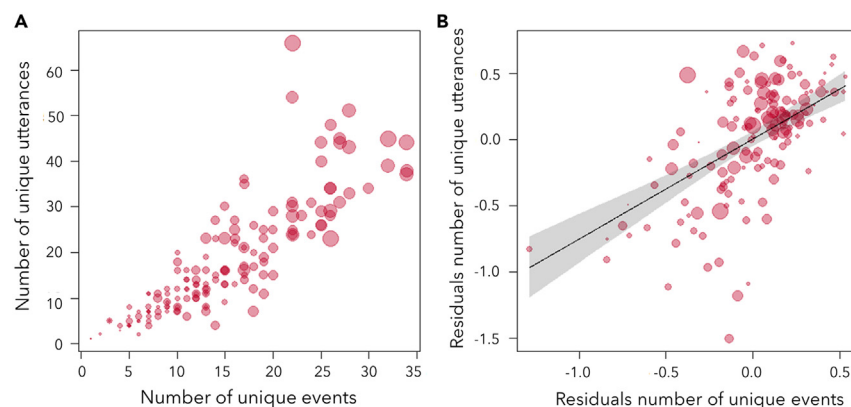 A
Number of unique utterances
60
50
40
30
20
10
0
0 5 10 15 20 25 30 35
Number of unique events
B
Residuals number of unique utterances
0.5
0.0
-0.5
-1.0
-1.5
-1.0 -0.5 0.0 0.5
Residuals number of unique events